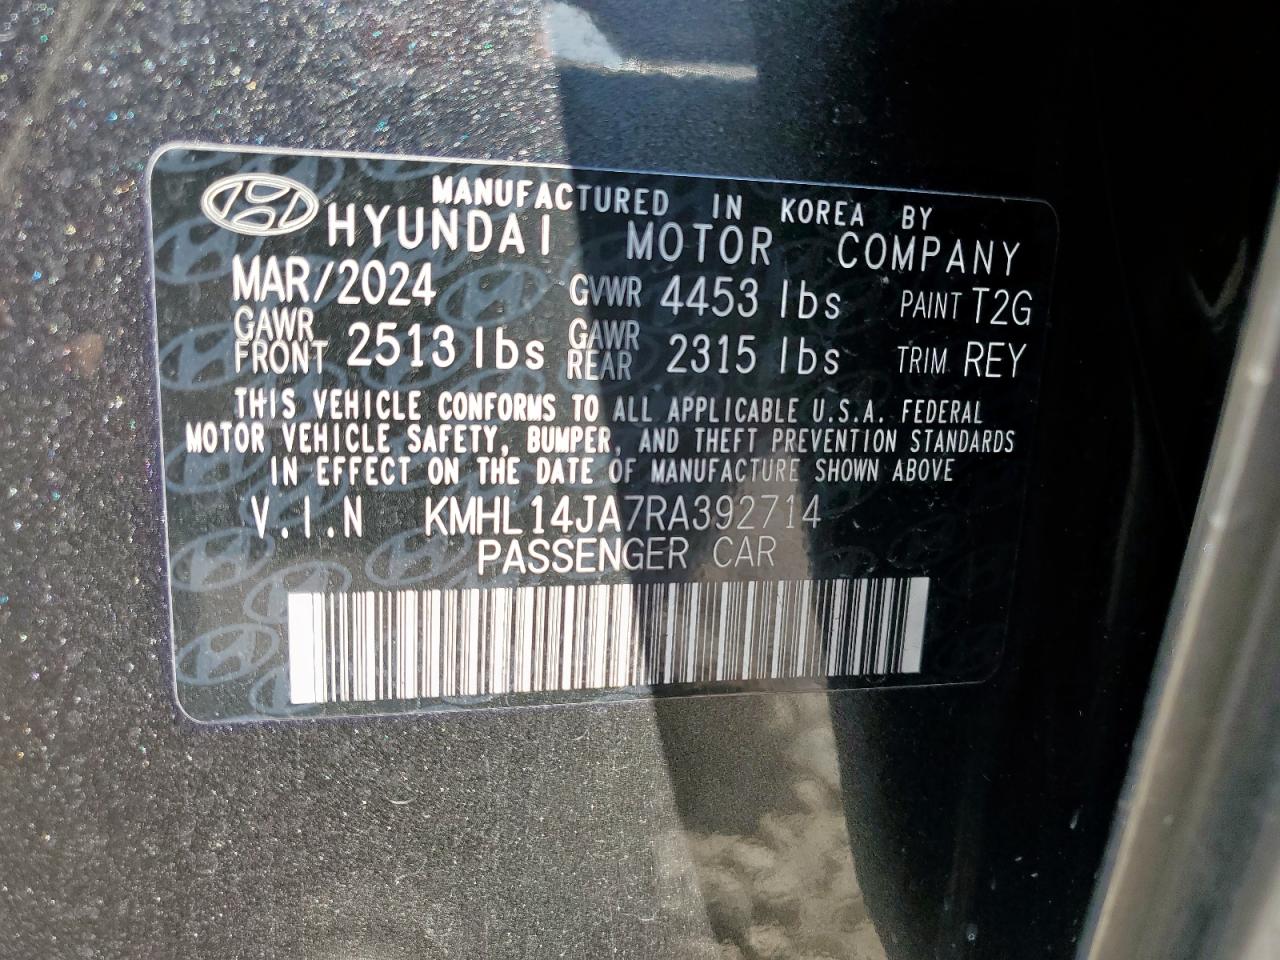 MANUFACTURED IN KOREA BY
HYUNDAI MOTOR COMPANY
MAR/2024 GVWR 4453 lbs PAINT T2G
GAWR FRONT 2513 lbs GAWR REAR 2315 lbs TRIM REY
THIS VEHICLE CONFORMS TO ALL APPLICABLE U.S.A. FEDERAL
MOTOR VEHICLE SAFETY, BUMPER, AND THEFT PREVENTION STANDARDS
IN EFFECT ON THE DATE OF MANUFACTURE SHOWN ABOVE
V.I.N KMHL14JA7RA392714
PASSENGER CAR